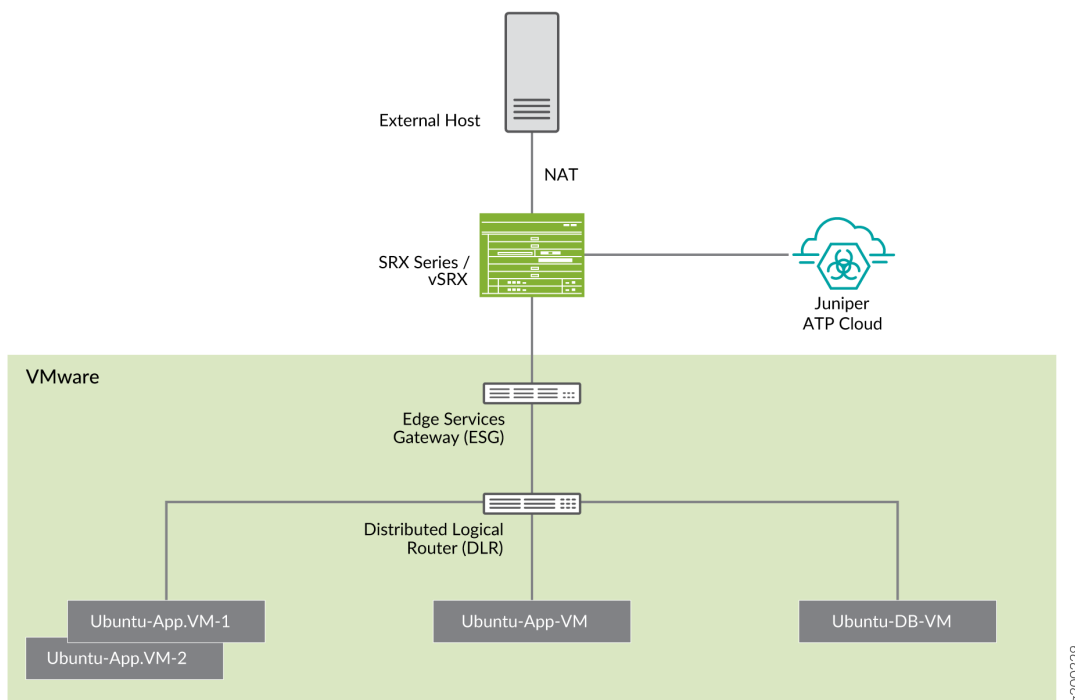 External Host
NAT
SRX Series /
vSRX
Juniper
ATP Cloud
VMware
Edge Services
Gateway (ESG)
Distributed Logical
Router (DLR)
Ubuntu-App.VM-1
Ubuntu-App-VM
Ubuntu-DB-VM
Ubuntu-App.VM-2